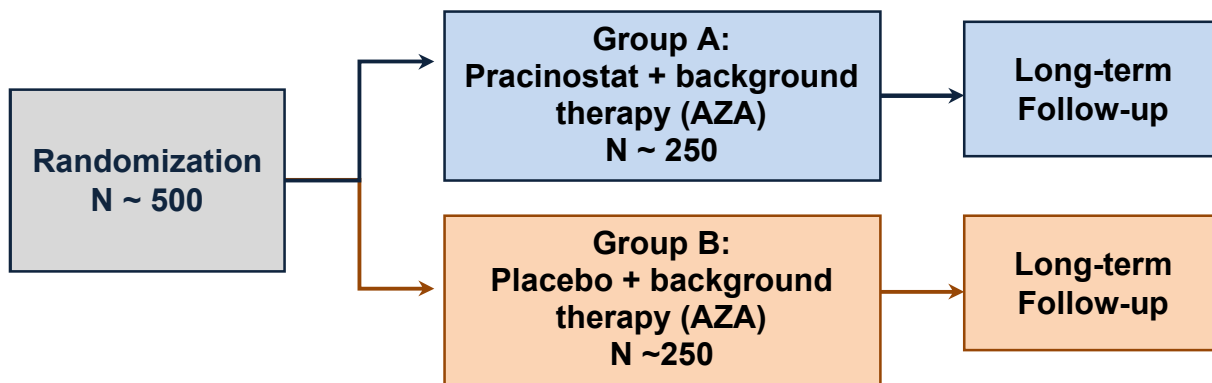 Randomization
N ~ 500
Group A:
Pracinostat + background
therapy (AZA)
N ~ 250
Long-term
Follow-up
Group B:
Placebo + background
therapy (AZA)
N ~250
Long-term
Follow-up